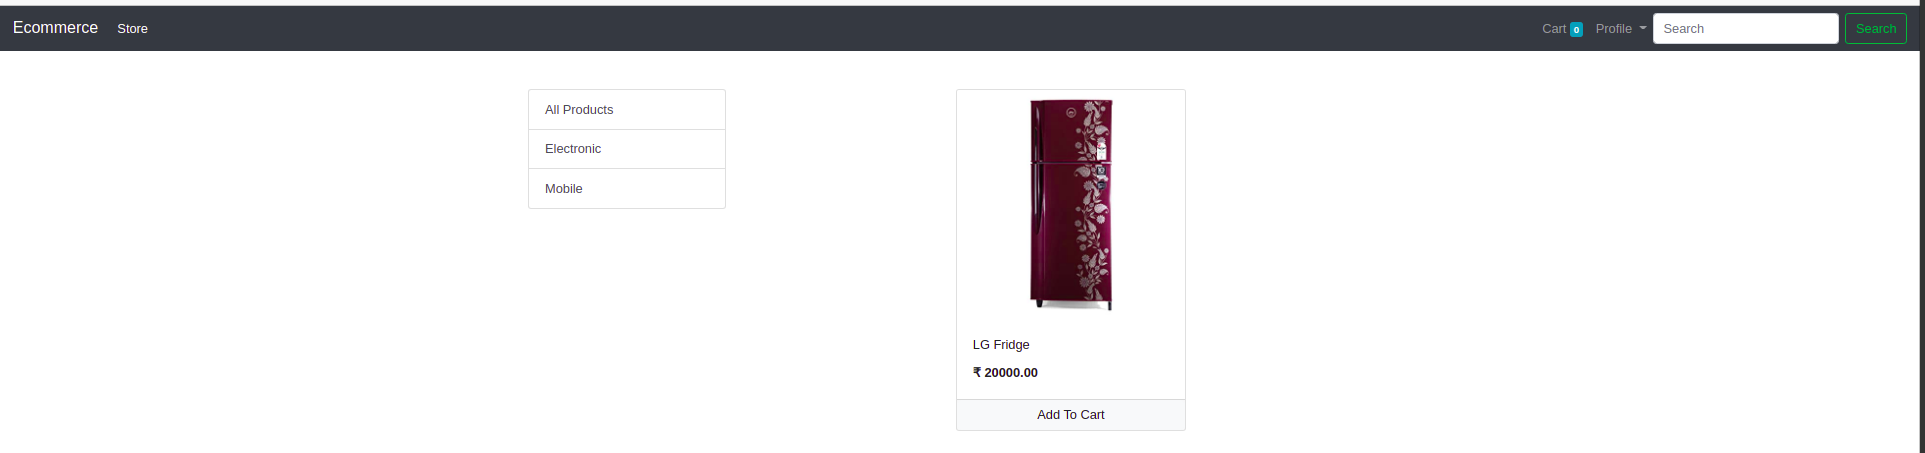 Ecommerce Store Cart 0 Profile Search Search
All Products
Electronic
Mobile
LG Fridge
₹ 20000.00
Add To Cart